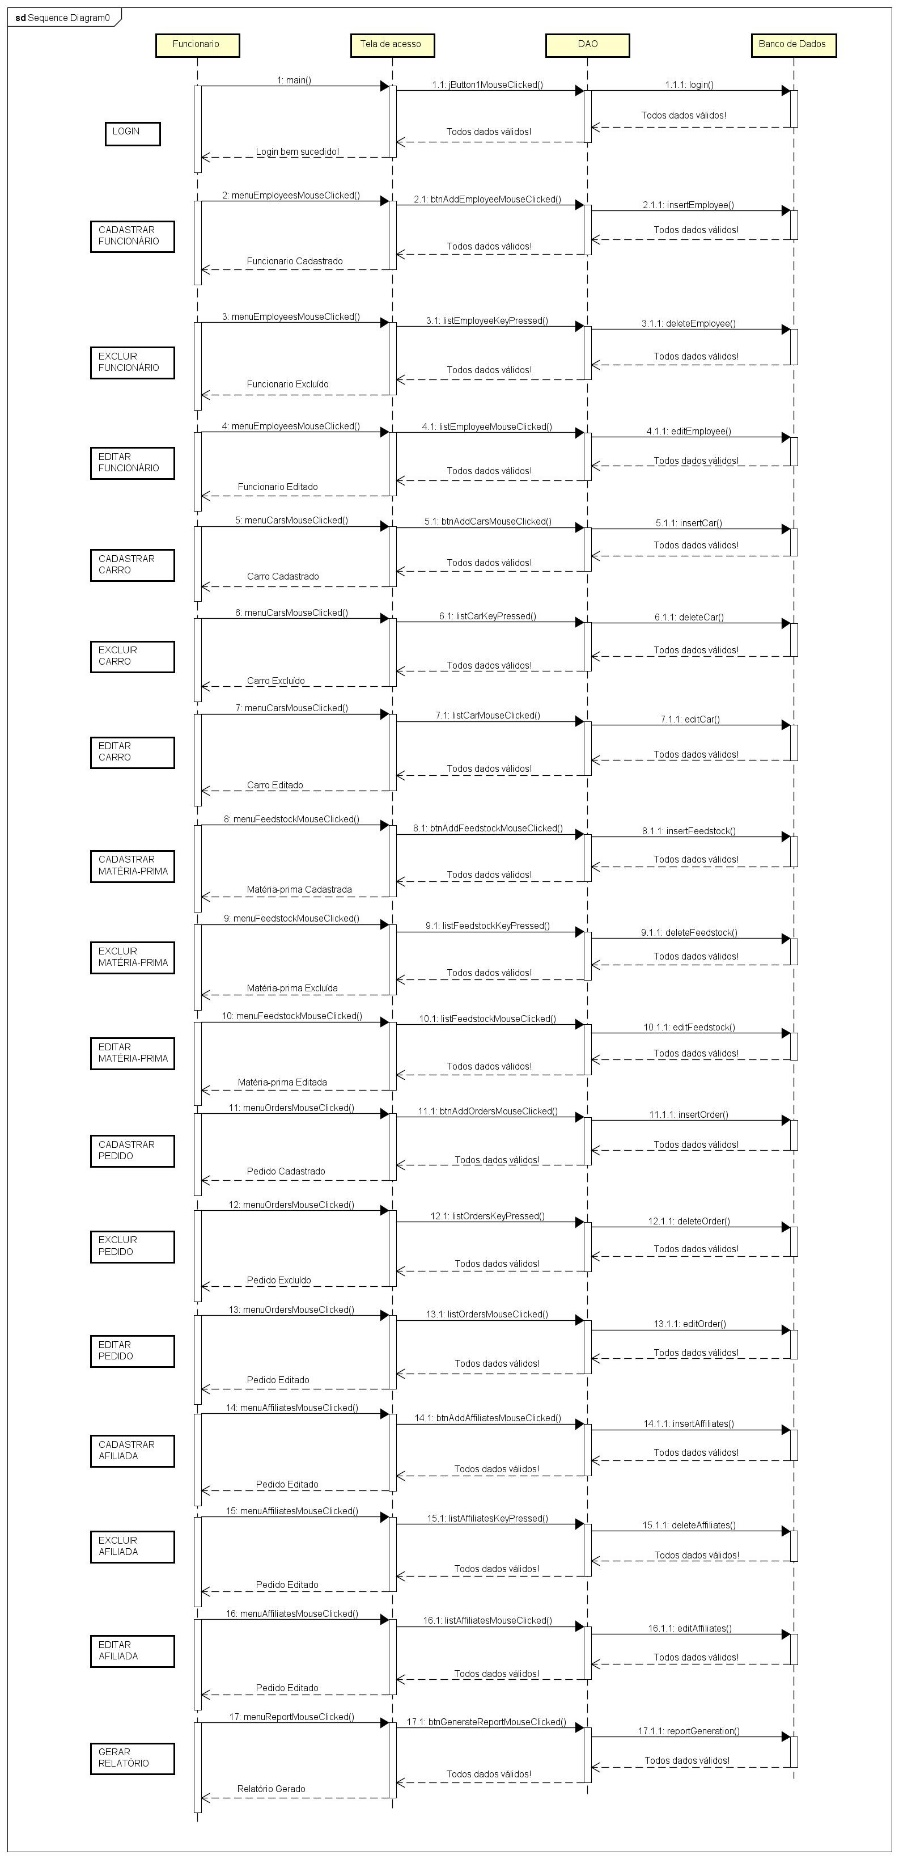 sd Sequence Diagram0
Funcionario
Tela de acesso
DAO
Banco de Dados
1: main()
1.1: jButton1MouseClicked()
1.1.1: login()
Todos dados válidos!
LOGIN
Todos dados válidos!
Login bem sucedido!
2: menuEmployeesMouseClicked()
2.1: btnAddEmployeeMouseClicked()
2.1.1: insertEmployee()
CADASTRAR
FUNCIONÁRIO
Todos dados válidos!
Todos dados válidos!
Funcionario Cadastrado
3: menuEmployeesMouseClicked()
3.1: listEmployeeKeyPressed()
3.1.1: deleteEmployee()
EXCLUIR
FUNCIONÁRIO
Todos dados válidos!
Todos dados válidos!
Funcionario Excluído
4: menuEmployeesMouseClicked()
4.1: listEmployeeMouseClicked()
4.1.1: editEmployee()
EDITAR
FUNCIONÁRIO
Todos dados válidos!
Todos dados válidos!
Funcionario Editado
5: menuCarsMouseClicked()
5.1: btnAddCarsMouseClicked()
5.1.1: insertCar()
Todos dados válidos!
CADASTRAR
CARRO
Todos dados válidos!
Carro Cadastrado
6: menuCarsMouseClicked()
6.1: listCarKeyPressed()
6.1.1: deleteCar()
EXCLUIR
CARRO
Todos dados válidos!
Todos dados válidos!
Carro Excluído
7: menuCarsMouseClicked()
7.1: listCarMouseClicked()
7.1.1: editCar()
EDITAR
CARRO
Todos dados válidos!
Todos dados válidos!
Carro Editado
8: menuFeedstockMouseClicked()
8.1: btnAddFeedstockMouseClicked()
8.1.1: insertFeedstock()
CADASTRAR
MATÉRIA-PRIMA
Todos dados válidos!
Todos dados válidos!
Matéria-prima Cadastrada
9: menuFeedstockMouseClicked()
9.1: listFeedstockKeyPressed()
9.1.1: deleteFeedstock()
EXCLUIR
MATÉRIA-PRIMA
Todos dados válidos!
Todos dados válidos!
Matéria-prima Excluída
10: menuFeedstockMouseClicked()
10.1: listFeedstockMouseClicked()
10.1.1: editFeedstock()
EDITAR
MATÉRIA-PRIMA
Todos dados válidos!
Todos dados válidos!
Matéria-prima Editada
11: menuOrdersMouseClicked()
11.1: btnAddOrdersMouseClicked()
11.1.1: insertOrder()
CADASTRAR
PEDIDO
Todos dados válidos!
Todos dados válidos!
Pedido Cadastrado
12: menuOrdersMouseClicked()
12.1: listOrdersKeyPressed()
12.1.1: deleteOrder()
EXCLUIR
PEDIDO
Todos dados válidos!
Todos dados válidos!
Pedido Excluído
13: menuOrdersMouseClicked()
13.1: listOrdersMouseClicked()
13.1.1: editOrder()
EDITAR
PEDIDO
Todos dados válidos!
Todos dados válidos!
Pedido Editado
14: menuAffiliatesMouseClicked()
14.1: btnAddAffiliatesMouseClicked()
14.1.1: insertAffiliates()
CADASTRAR
AFILIADA
Todos dados válidos!
Todos dados válidos!
Pedido Editado
15: menuAffiliatesMouseClicked()
15.1: listAffiliatesKeyPressed()
15.1.1: deleteAffiliates()
EXCLUIR
AFILIADA
Todos dados válidos!
Todos dados válidos!
Pedido Editado
16: menuAffiliatesMouseClicked()
16.1: listAffiliatesMouseClicked()
16.1.1: editAffiliates()
EDITAR
AFILIADA
Todos dados válidos!
Todos dados válidos!
Pedido Editado
17: menuReportMouseClicked()
17.1: btnGenerateReportMouseClicked()
17.1.1: reportGeneration()
GERAR
RELATÓRIO
Todos dados válidos!
Todos dados válidos!
Relatório Gerado